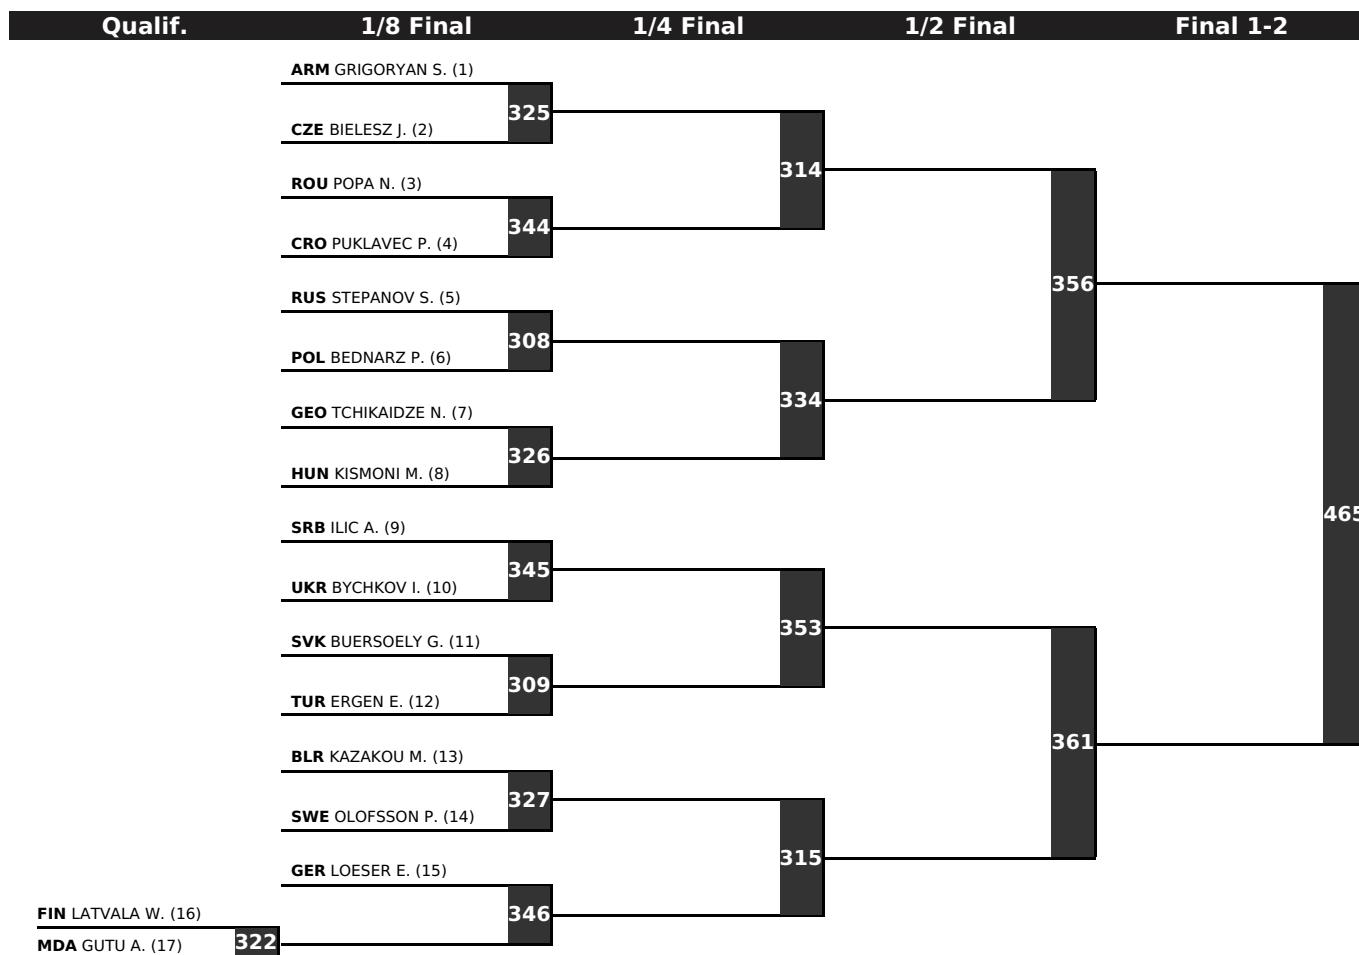 Qualif. 1/8 Final 1/4 Final 1/2 Final Final 1-2
ARM GRIGORYAN S. (1)
325
CZE BIELESZ J. (2)
314
ROU POPA N. (3)
344
CRO PUKLAVEC P. (4)
356
RUS STEPANOV S. (5)
308
POL BEDNARZ P. (6)
334
GEO TCHIKAIDZE N. (7)
326
HUN KISMONI M. (8)
465
SRB ILIC A. (9)
345
UKR BYCHKOV I. (10)
353
SVK BUERSOELY G. (11)
309
TUR ERGEN E. (12)
361
BLR KAZAKOU M. (13)
327
SWE OLOFSSON P. (14)
315
GER LOESER E. (15)
346
FIN LATVALA W. (16)
322
MDA GUTU A. (17)